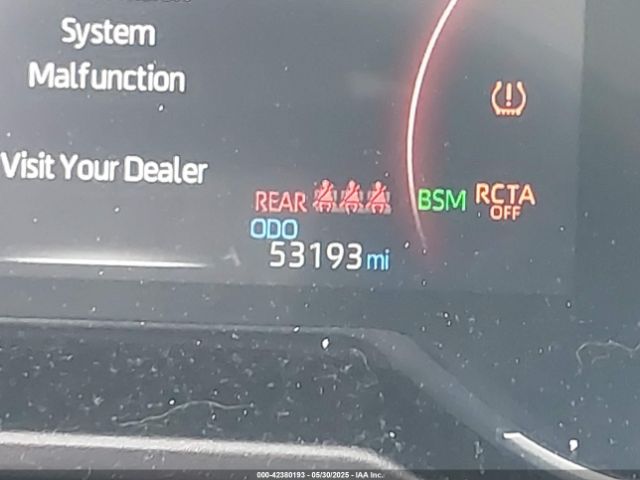 System
Malfunction
Visit Your Dealer
REAR
BSM
RCTA
OFF
ODO
53193 mi
000-42380193 - 05/30/2025 - IAA Inc.